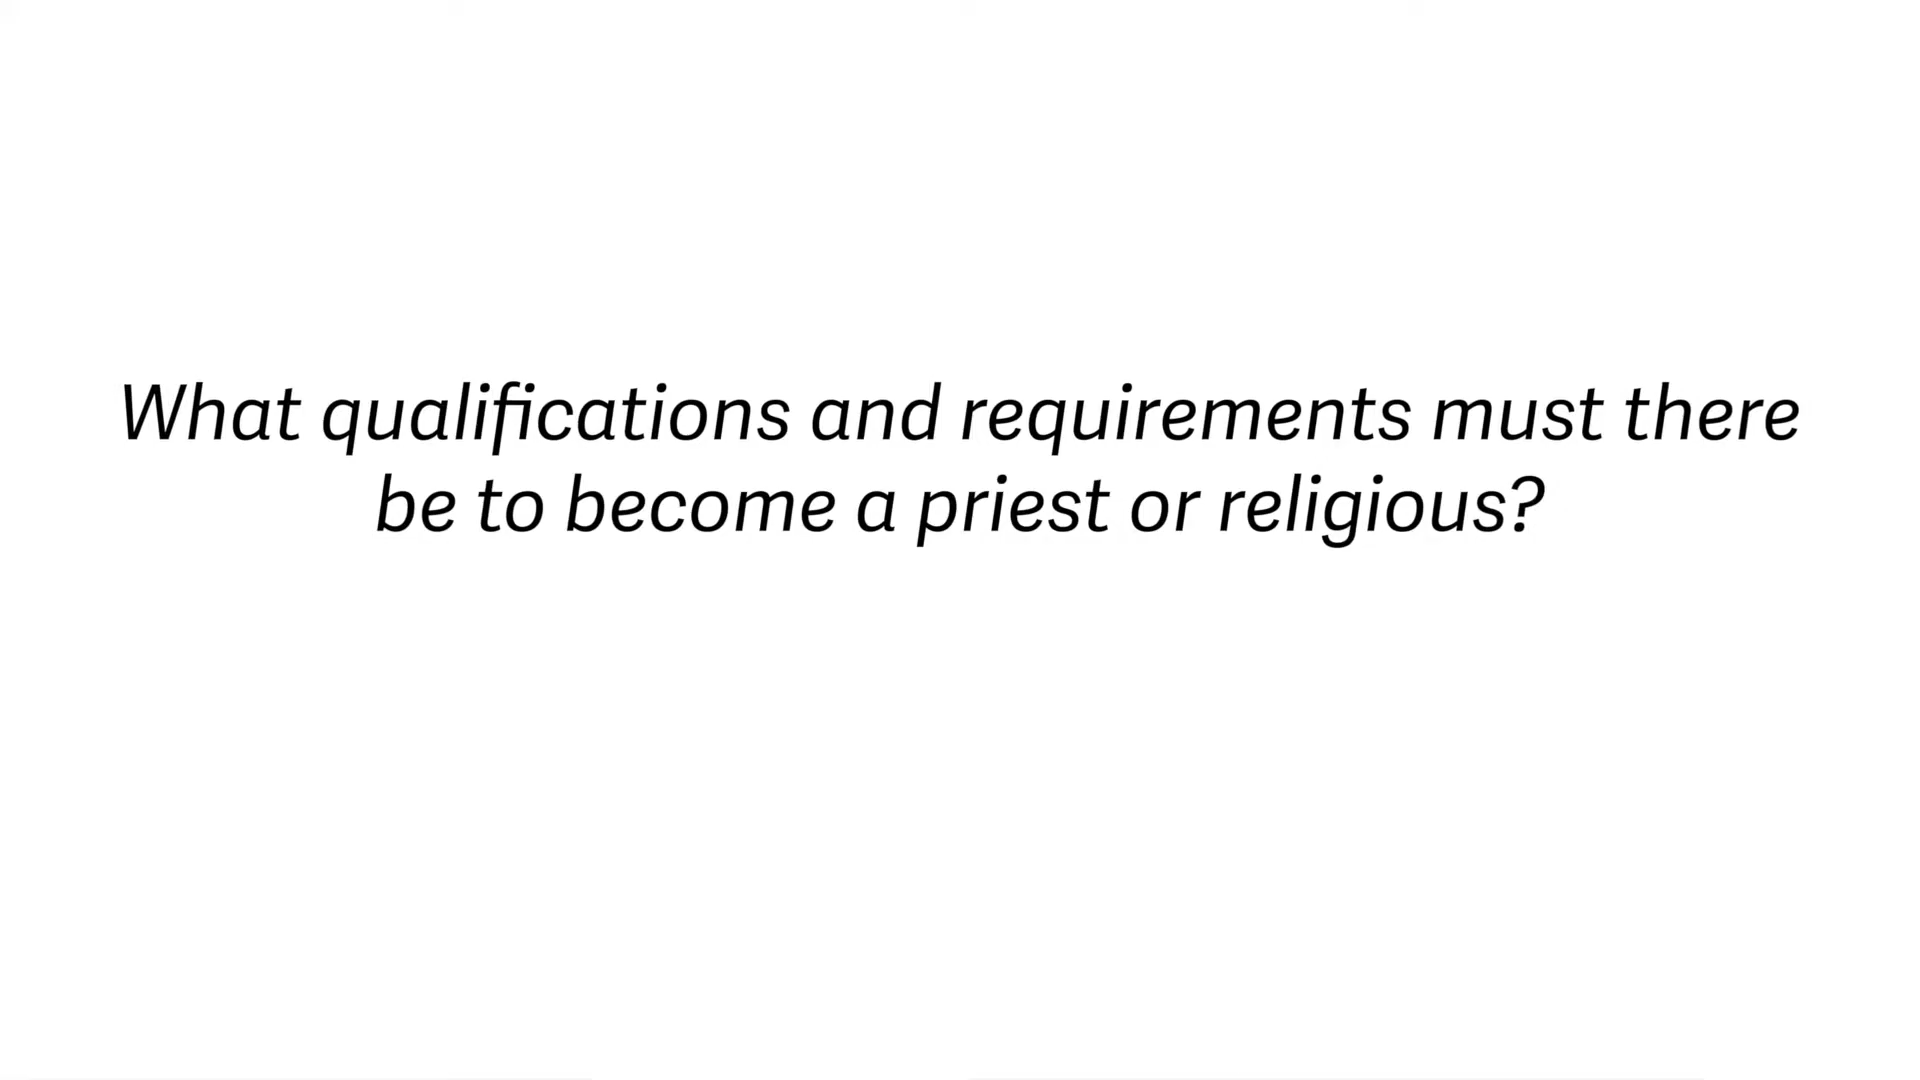 What qualifications and requirements must there
be to become a priest or religious?